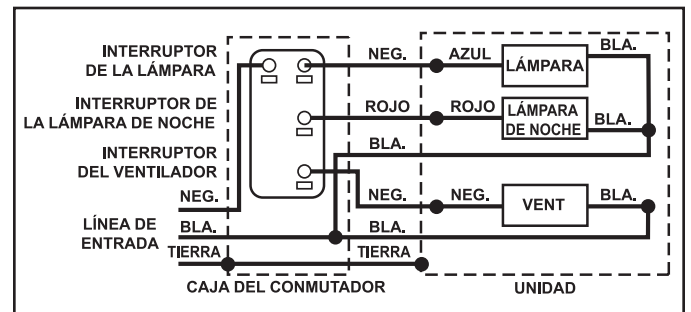 INTERRUPTOR
DE LA LÁMPARA
NEG.
AZUL
LÁMPARA
BLA.
INTERRUPTOR DE
LA LÁMPARA DE NOCHE
ROJO
ROJO
LÁMPARA
DE NOCHE
BLA.
INTERRUPTOR
DEL VENTILADOR
BLA.
NEG.
NEG.
NEG.
VENT
BLA.
LÍNEA DE
ENTRADA
BLA.
BLA.
TIERRA
TIERRA
CAJA DEL CONMUTADOR
UNIDAD